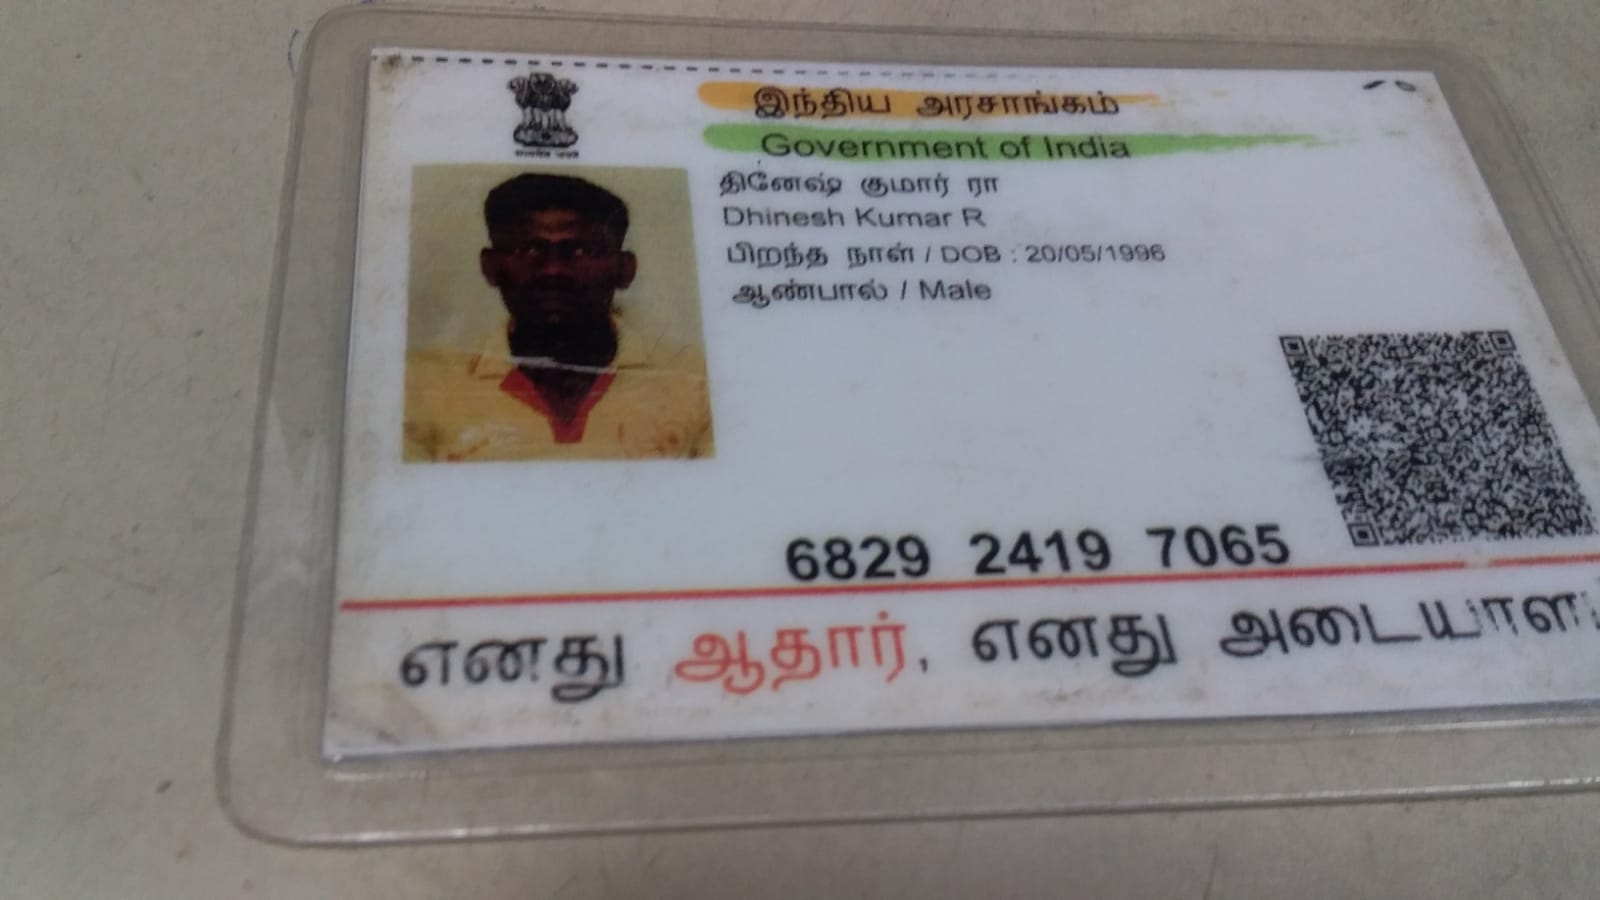 இந்திய அரசாங்கம்
Government of India
தினேஷ் குமார் ரா
Dhinesh Kumar R
பிறந்த நாள் / DOB : 20/05/1996
ஆண்பால் / Male
6829 2419 7065
எனது ஆதார், எனது